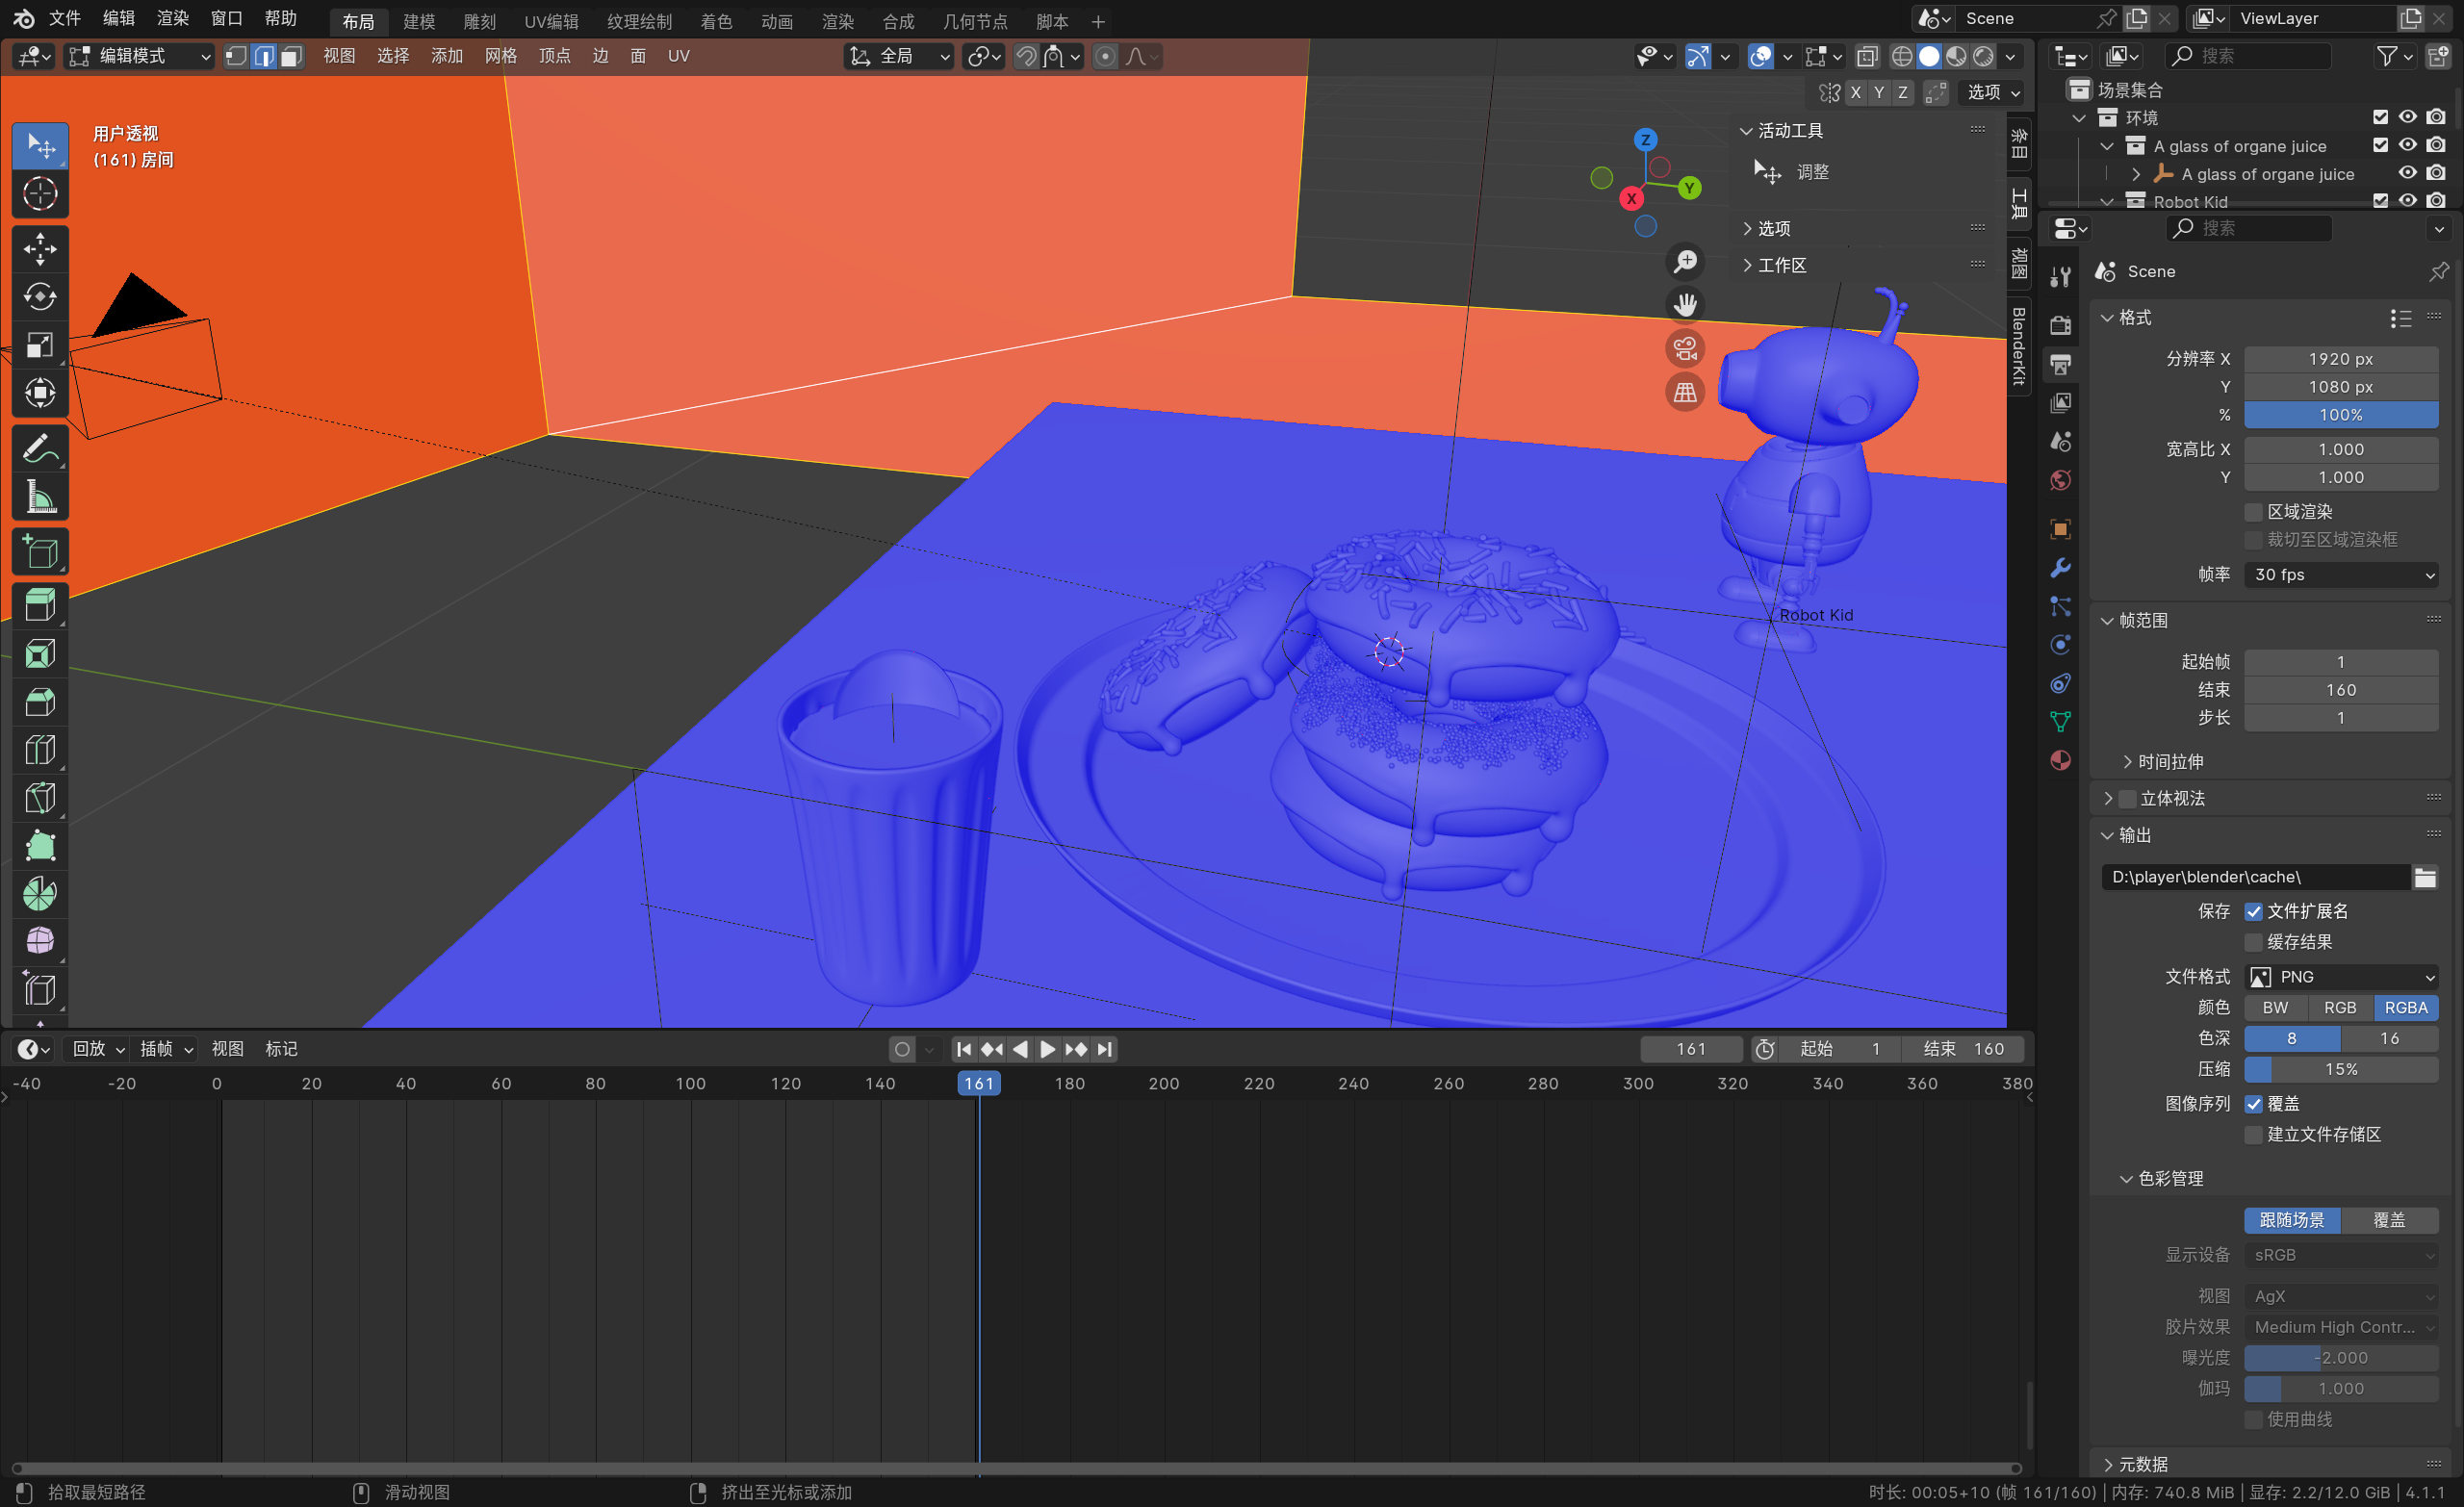 文件 编辑 渲染 窗口 帮助 布局 建模 雕刻 UV编辑 纹理绘制 着色 动画 渲染 合成 几何节点 脚本 + Scene ViewLayer
编辑模式 视图 选择 添加 网格 顶点 边 面 UV 全局 搜索
X Y Z 选项
用户透视
(161) 房间
Z
Y
X
活动工具
调整
选项
工作区
条目
工具
视图
BlenderKit
Robot Kid
场景集合
环境
A glass of organe juice
A glass of organe juice
Robot Kid
搜索
Scene
格式
分辨率 X 1920 px
Y 1080 px
% 100%
宽高比 X 1.000
Y 1.000
区域渲染
裁切至区域渲染框
帧率 30 fps
帧范围
起始帧 1
结束 160
步长 1
时间拉伸
立体视法
输出
D:\player\blender\cache\
保存 文件扩展名
缓存结果
文件格式 PNG
颜色 BW RGB RGBA
色深 8 16
压缩 15%
图像序列 覆盖
建立文件存储区
色彩管理
跟随场景 覆盖
显示设备 sRGB
视图 AgX
胶片效果 Medium High Contr...
曝光度 -2.000
伽玛 1.000
使用曲线
元数据
回放 插帧 视图 标记 161 起始 1 结束 160
-40 -20 0 20 40 60 80 100 120 140 161 180 200 220 240 260 280 300 320 340 360 380
拾取最短路径 滑动视图 挤出至光标或添加 时长: 00:05+10 (帧 161/160) | 内存: 740.8 MiB | 显存: 2.2/12.0 GiB | 4.1.1